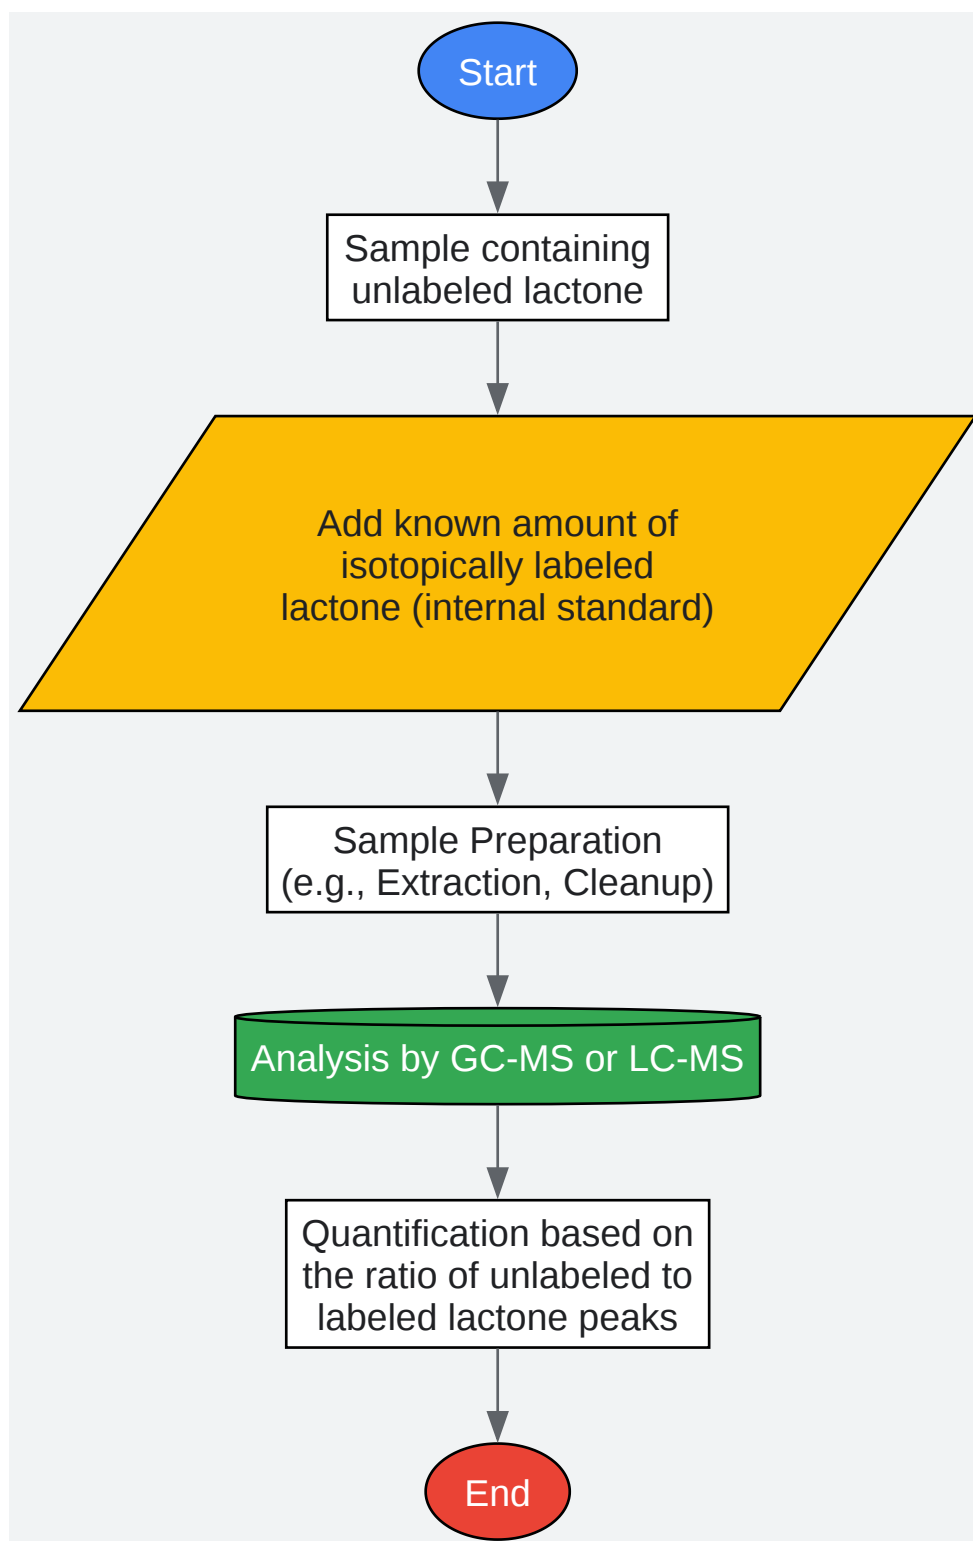 Start
Sample containing
unlabeled lactone
Add known amount of
isotopically labeled
lactone (internal standard)
Sample Preparation
(e.g., Extraction, Cleanup)
Analysis by GC-MS or LC-MS
Quantification based on
the ratio of unlabeled to
labeled lactone peaks
End